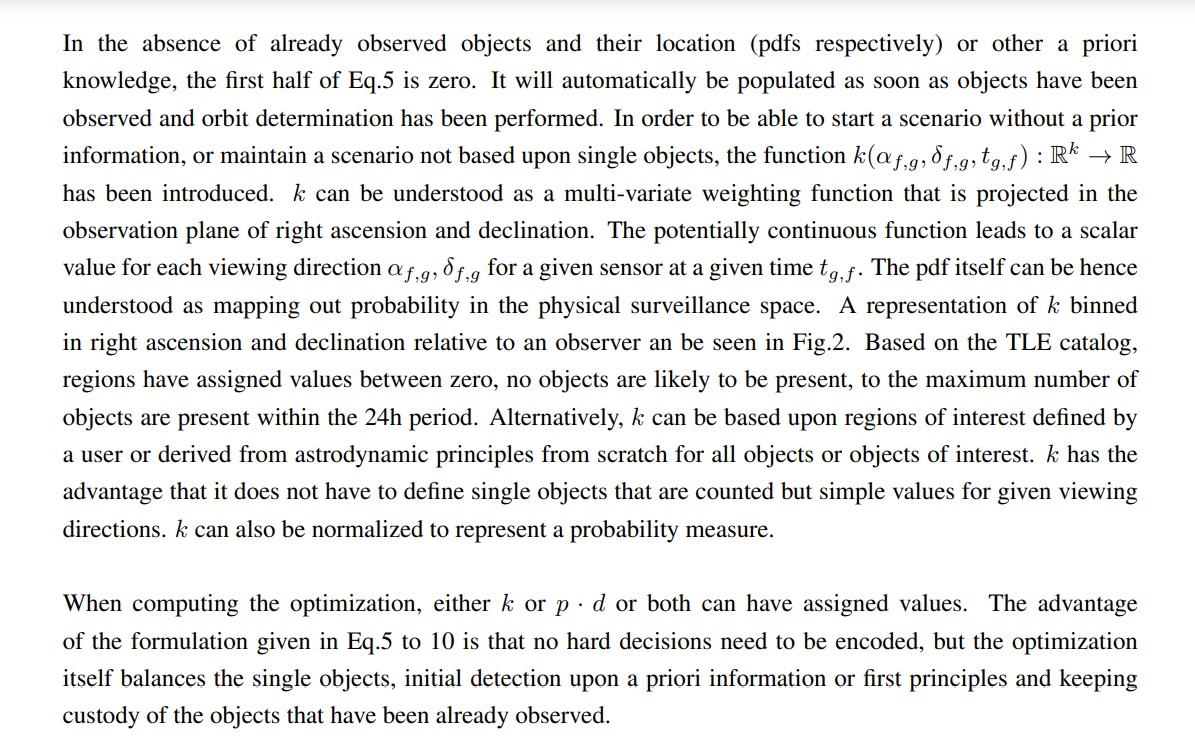 In the absence of already observed objects and their location (pdfs respectively) or other a priori
knowledge, the first half of Eq.5 is zero. It will automatically be populated as soon as objects have been
observed and orbit determination has been performed. In order to be able to start a scenario without a prior
information, or maintain a scenario not based upon single objects, the function k(α_{f,g}, δ_{f,g}, t_{g,f}) : ℝ^k → ℝ
has been introduced. k can be understood as a multi-variate weighting function that is projected in the
observation plane of right ascension and declination. The potentially continuous function leads to a scalar
value for each viewing direction α_{f,g}, δ_{f,g} for a given sensor at a given time t_{g,f}. The pdf itself can be hence
understood as mapping out probability in the physical surveillance space. A representation of k binned
in right ascension and declination relative to an observer an be seen in Fig.2. Based on the TLE catalog,
regions have assigned values between zero, no objects are likely to be present, to the maximum number of
objects are present within the 24h period. Alternatively, k can be based upon regions of interest defined by
a user or derived from astrodynamic principles from scratch for all objects or objects of interest. k has the
advantage that it does not have to define single objects that are counted but simple values for given viewing
directions. k can also be normalized to represent a probability measure.
When computing the optimization, either k or p · d or both can have assigned values. The advantage
of the formulation given in Eq.5 to 10 is that no hard decisions need to be encoded, but the optimization
itself balances the single objects, initial detection upon a priori information or first principles and keeping
custody of the objects that have been already observed.